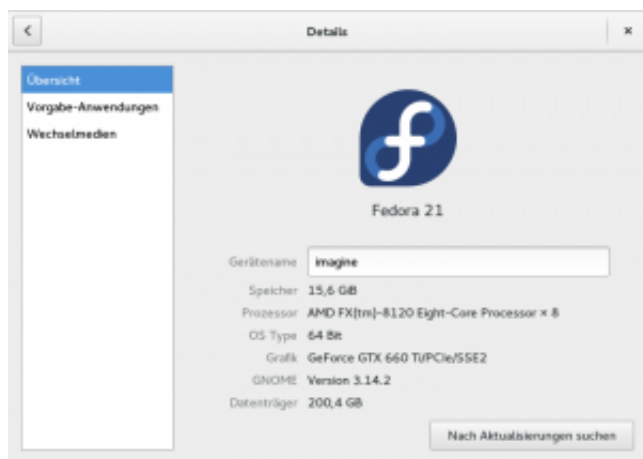 Details
Übersicht
Vorgabe-Anwendungen
Wechselmedien
Fedora 21
Gerätename imagine
Speicher 15,6 GiB
Prozessor AMD FX(tm)-8120 Eight-Core Processor × 8
OS Type 64 Bit
Grafik GeForce GTX 660 Ti/PCIe/SSE2
GNOME Version 3.14.2
Datenträger 200,4 GB
Nach Aktualisierungen suchen